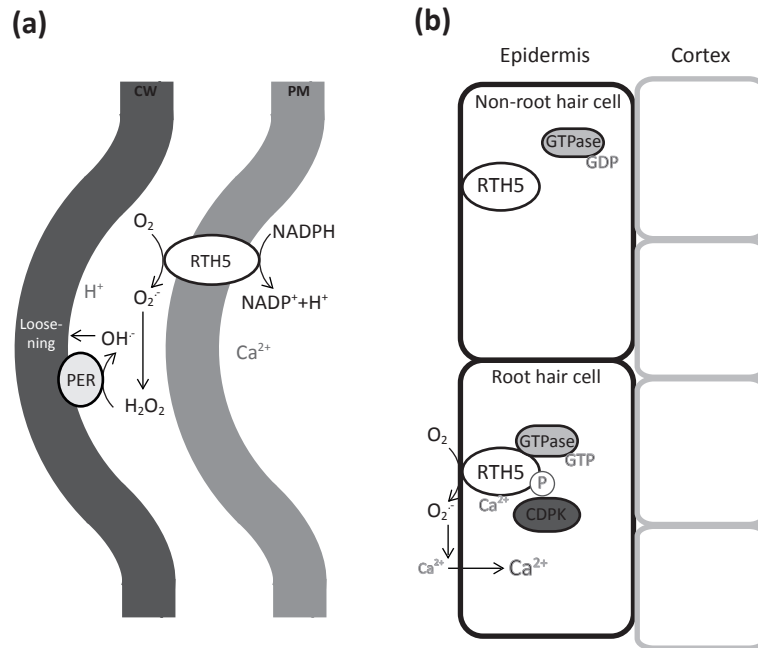 (a)
CW
PM
O₂
NADPH
RTH5
H⁺
O₂·⁻
NADP⁺+H⁺
Loose-
ning
OH·⁻
Ca²⁺
PER
H₂O₂
(b)
Epidermis
Cortex
Non-root hair cell
GTPase
GDP
RTH5
Root hair cell
O₂
GTPase
GTP
RTH5
P
Ca²⁺
O₂·⁻
CDPK
Ca²⁺
Ca²⁺